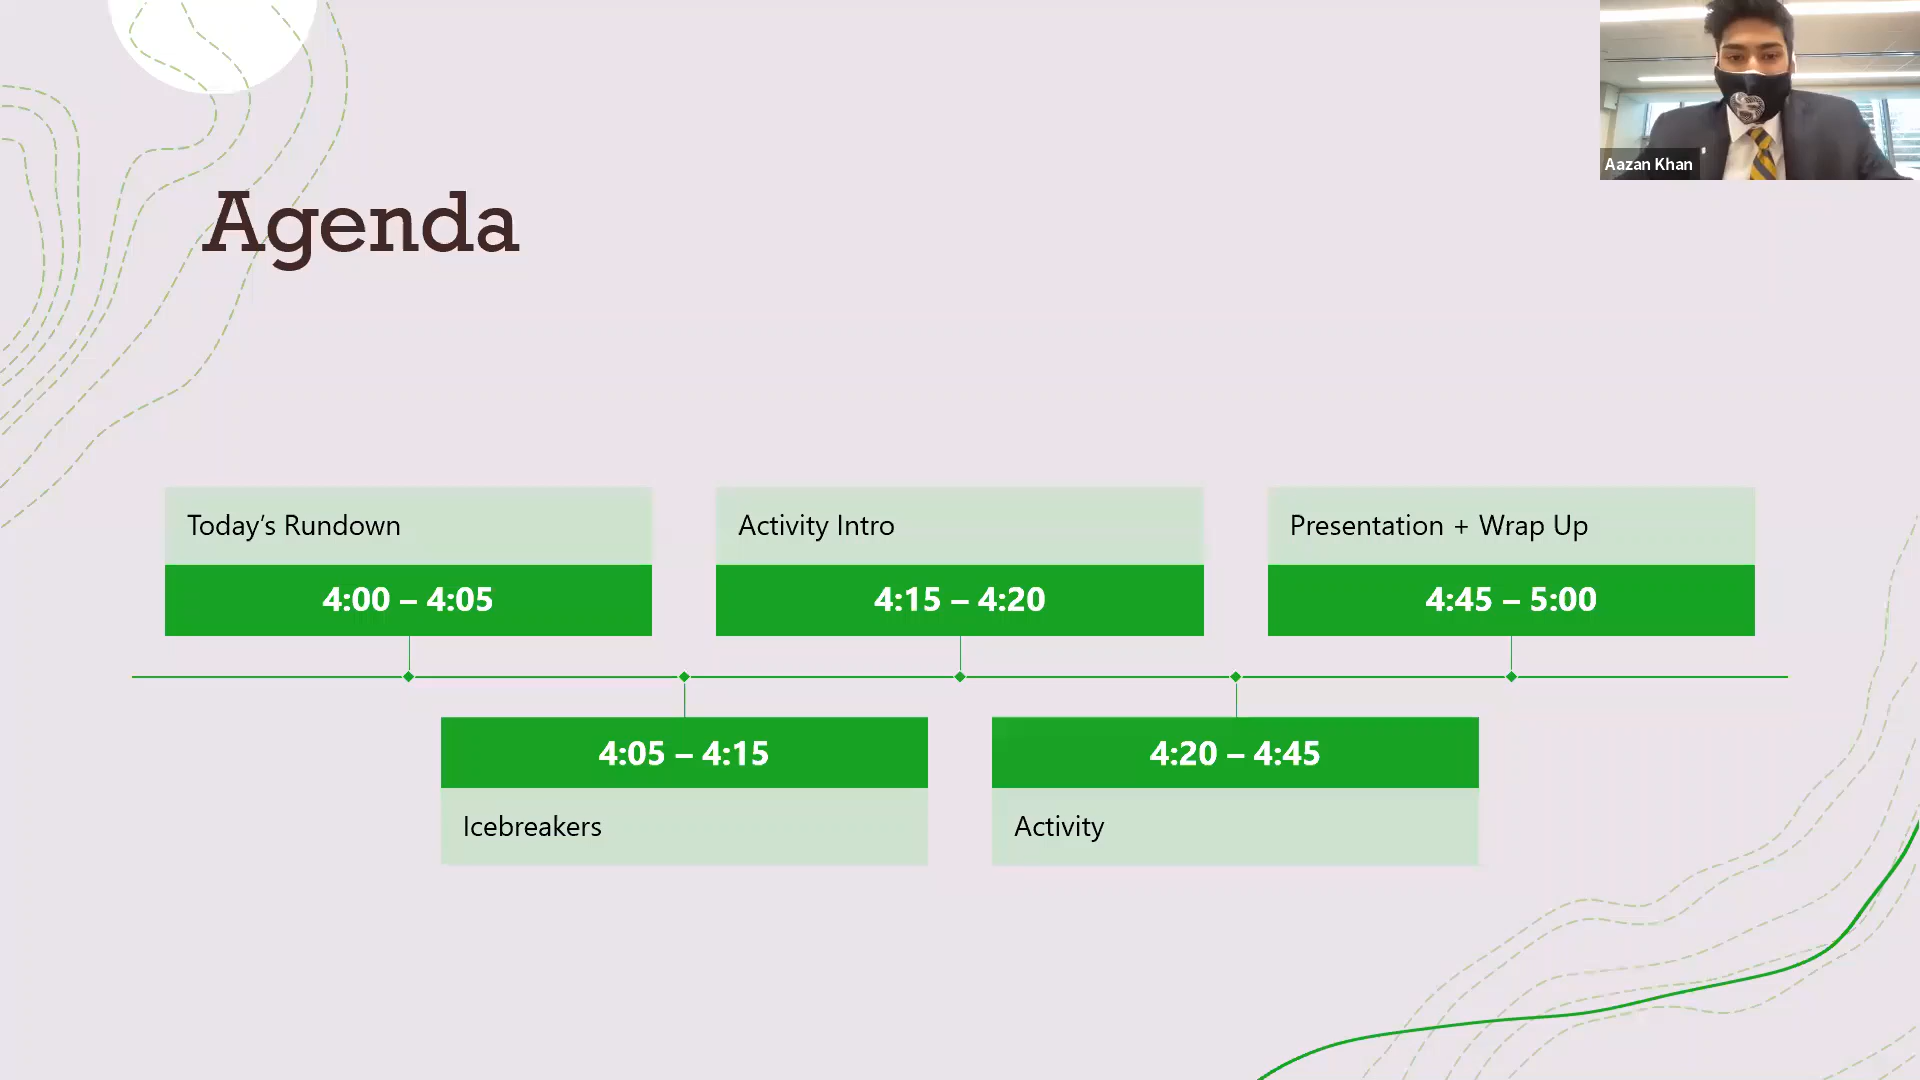 Aazan Khan
Agenda
Today’s Rundown
4:00 – 4:05
Activity Intro
4:15 – 4:20
Presentation + Wrap Up
4:45 – 5:00
4:05 – 4:15
Icebreakers
4:20 – 4:45
Activity